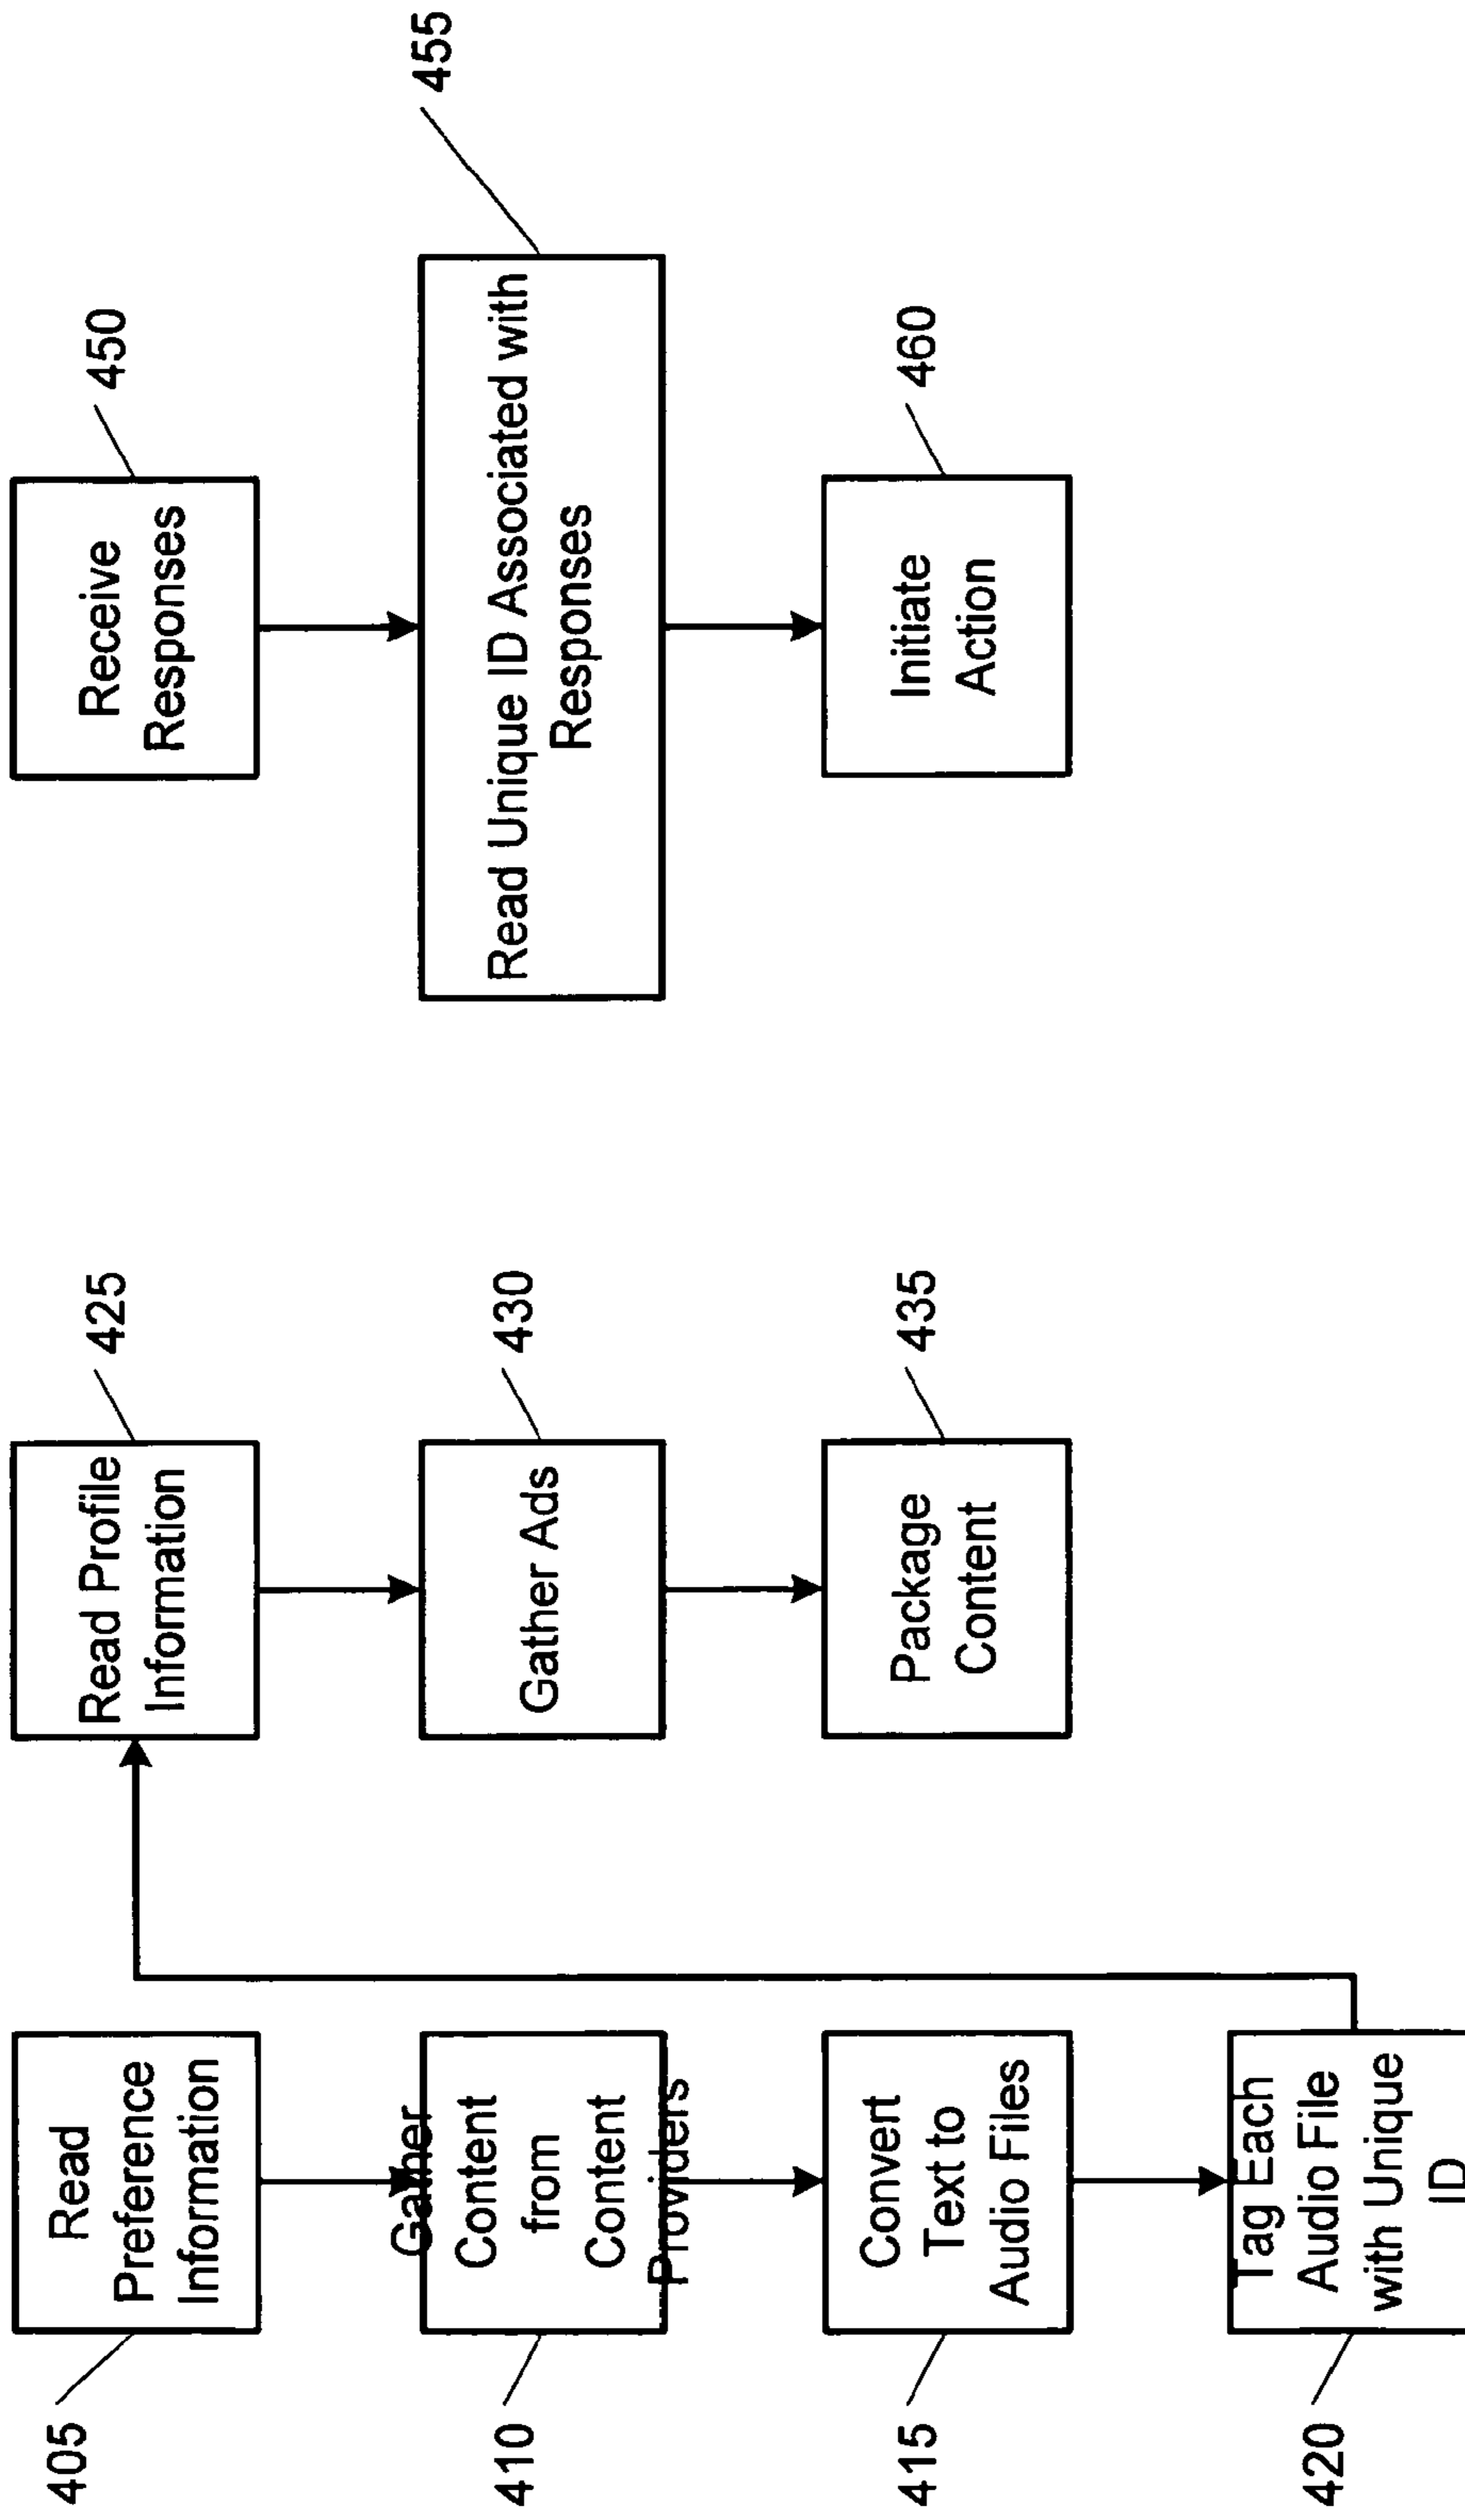 405
Read
Preference
Information
410
Gather
Content
from
Content
Providers
415
Convert
Text to
Audio Files
420
Tag Each
Audio File
with Unique
ID
425
Read Profile
Information
430
Gather Ads
435
Package
Content
450
Receive
Responses
455
Read Unique ID Associated with
Responses
460
Initiate
Action